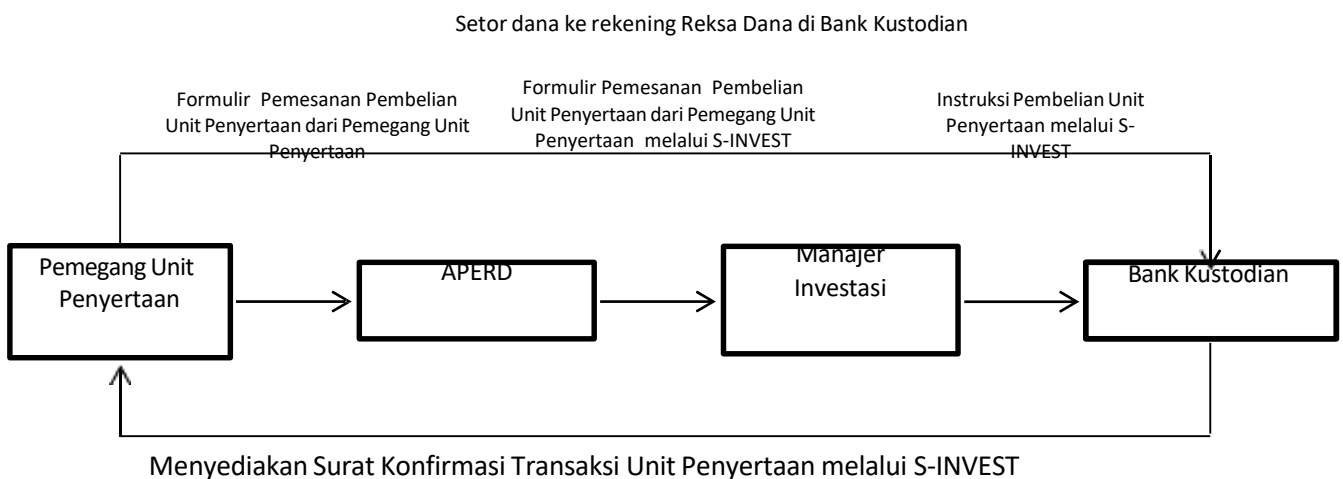 Setor dana ke rekening Reksa Dana di Bank Kustodian
Formulir Pemesanan Pembelian
Unit Penyertaan dari Pemegang Unit
Penyertaan
Formulir Pemesanan Pembelian
Unit Penyertaan dari Pemegang Unit
Penyertaan melalui S-INVEST
Instruksi Pembelian Unit
Penyertaan melalui S-
INVEST
Pemegang Unit
Penyertaan
APERD
Manajer
Investasi
Bank Kustodian
Menyediakan Surat Konfirmasi Transaksi Unit Penyertaan melalui S-INVEST